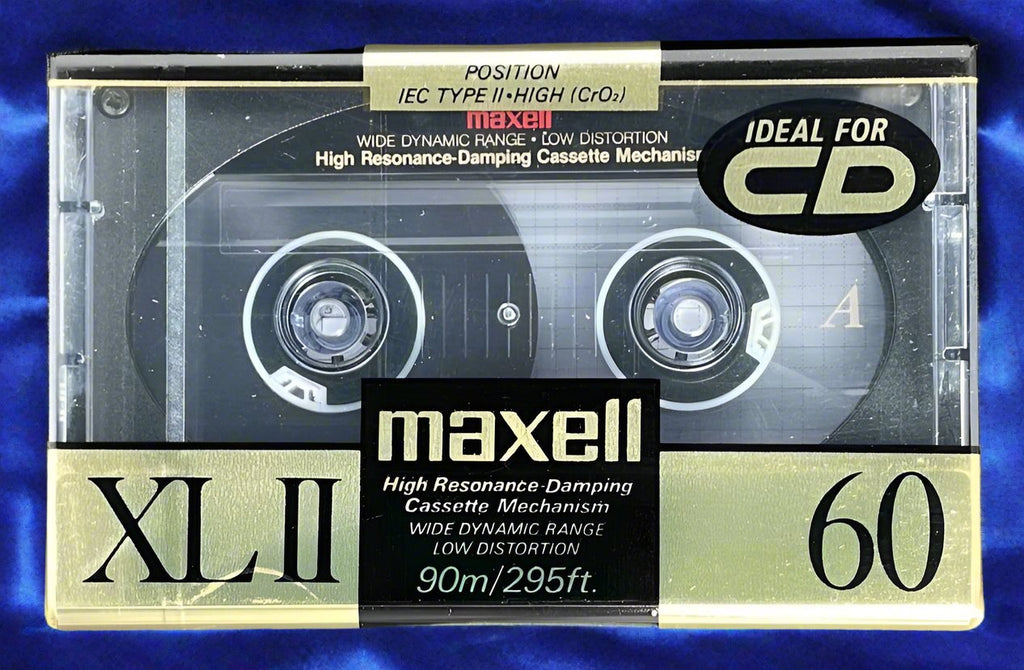 POSITION
IEC TYPE II•HIGH (CrO₂)
maxell
WIDE DYNAMIC RANGE • LOW DISTORTION
High Resonance-Damping Cassette Mechanism
IDEAL FOR
CD
A
maxell
High Resonance-Damping
Cassette Mechanism
WIDE DYNAMIC RANGE
LOW DISTORTION
90m/295ft.
XL II
60